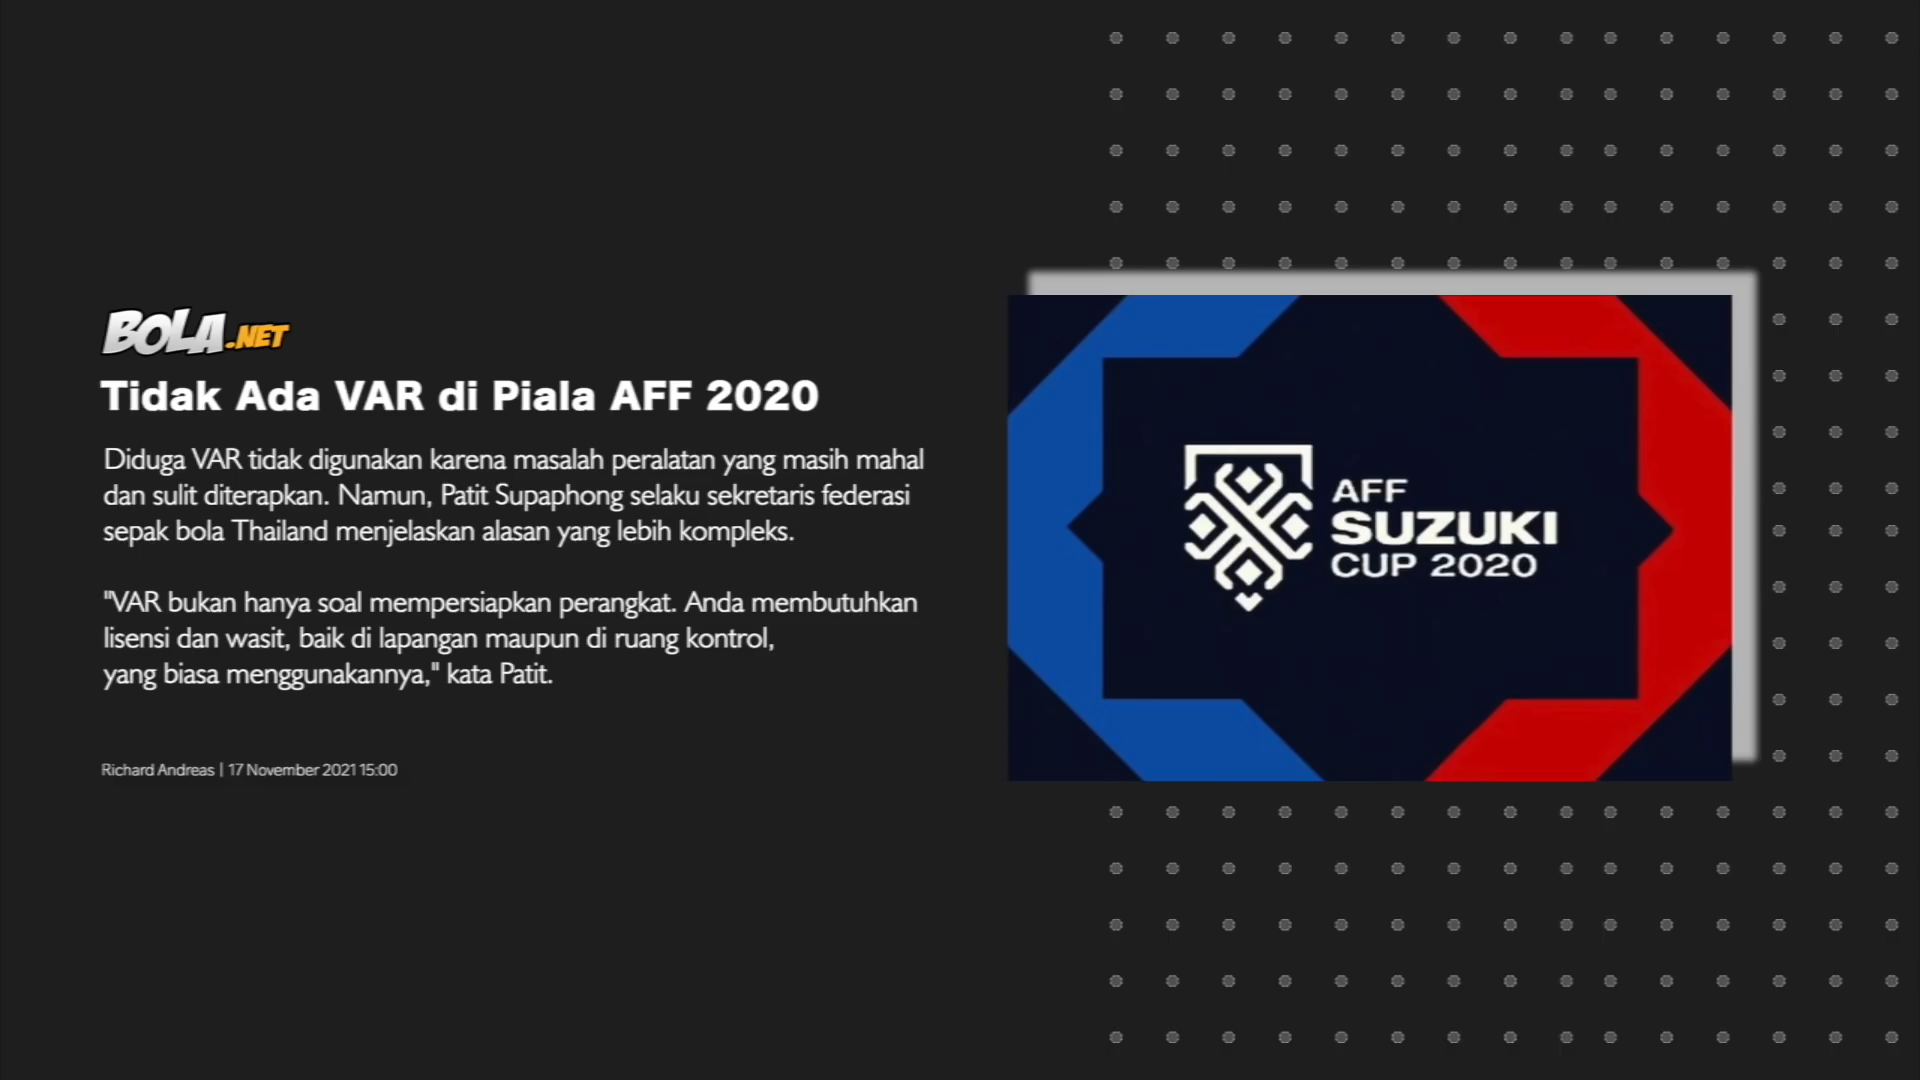 BOLA.NET
Tidak Ada VAR di Piala AFF 2020
Diduga VAR tidak digunakan karena masalah peralatan yang masih mahal
dan sulit diterapkan. Namun, Patit Supaphong selaku sekretaris federasi
sepak bola Thailand menjelaskan alasan yang lebih kompleks.
"VAR bukan hanya soal mempersiapkan perangkat. Anda membutuhkan
lisensi dan wasit, baik di lapangan maupun di ruang kontrol,
yang biasa menggunakannya," kata Patit.
Richard Andreas | 17 November 2021 15:00
AFF
SUZUKI
CUP 2020